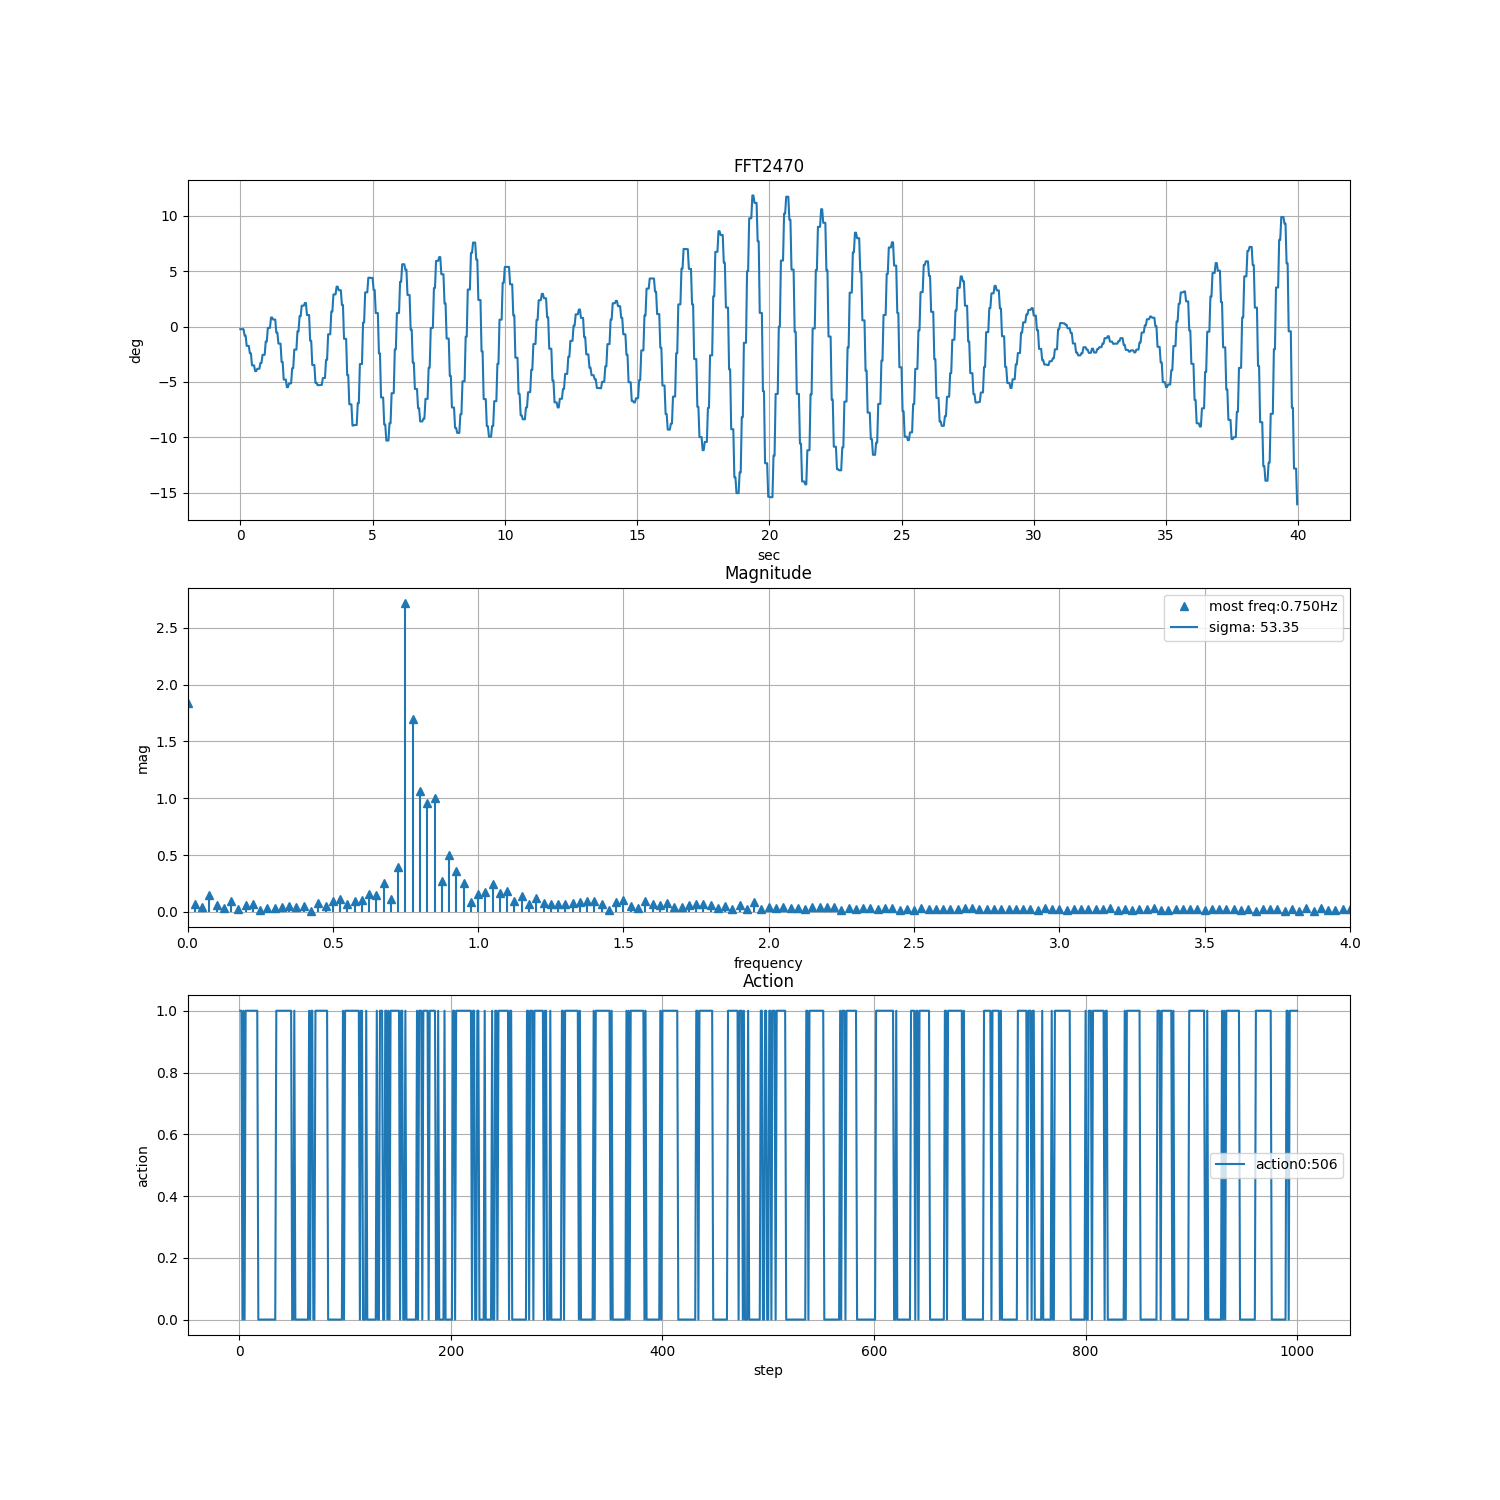 FFT2470
10
5
0
−5
−10
−15
deg
0 5 10 15 20 25 30 35 40
sec
Magnitude
most freq:0.750Hz
sigma: 53.35
2.5
2.0
1.5
1.0
0.5
0.0
mag
0.0 0.5 1.0 1.5 2.0 2.5 3.0 3.5 4.0
frequency
Action
1.0
0.8
0.6
0.4
0.2
0.0
action
action0:506
0 200 400 600 800 1000
step